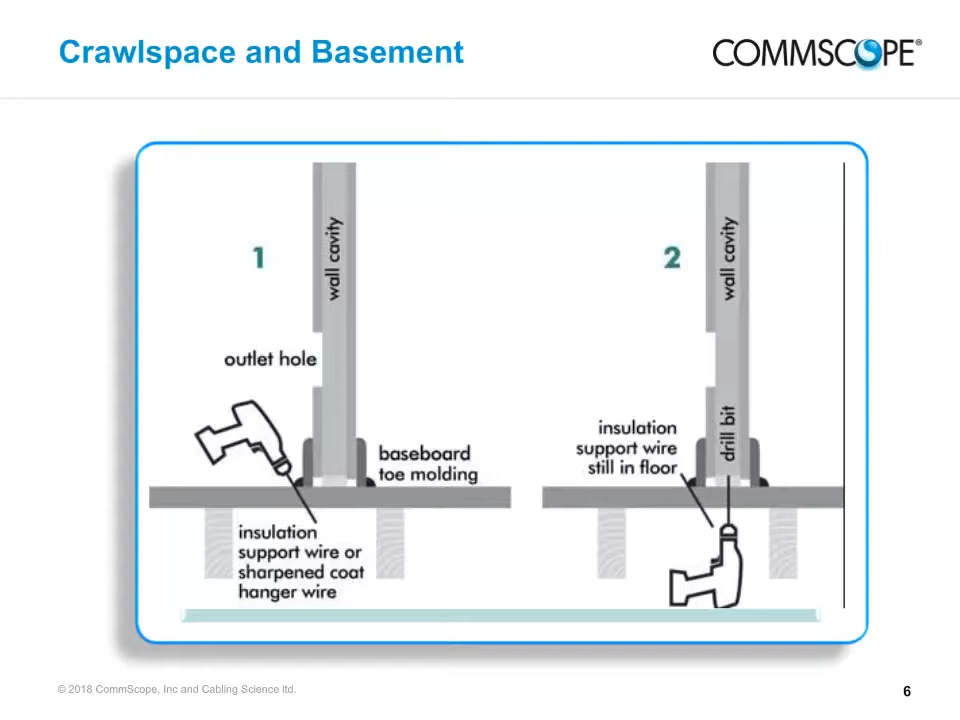 Crawlspace and Basement
COMMSCOPE®
1
wall cavity
outlet hole
baseboard
toe molding
insulation
support wire or
sharpened coat
hanger wire
2
wall cavity
insulation
support wire
still in floor
drill bit
© 2018 CommScope, Inc and Cabling Science ltd.
6